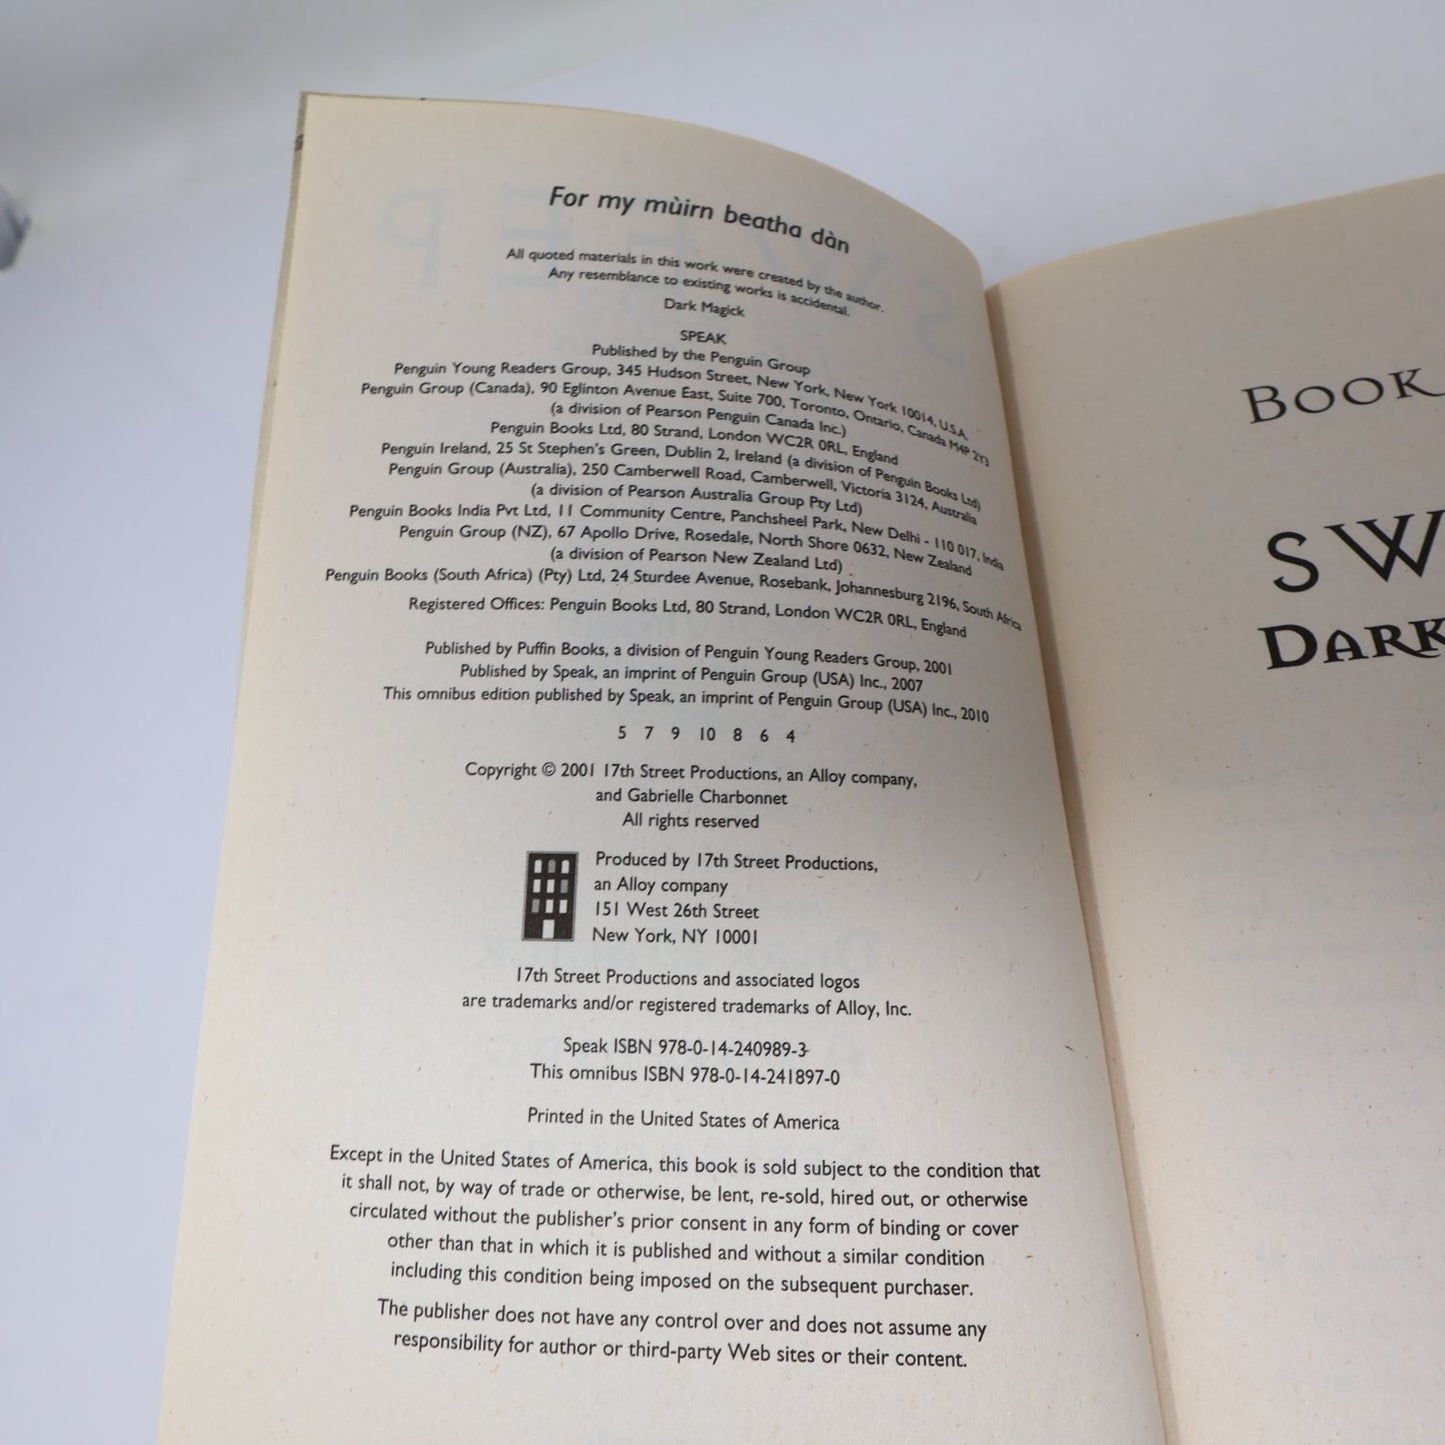 For my mùirn beatha dàn
All quoted materials in this work were created by the author.
Any resemblance to existing works is accidental.
Dark Magick
SPEAK
Published by the Penguin Group
Penguin Young Readers Group, 345 Hudson Street, New York, New York 10014, U.S.A.
Penguin Group (Canada), 90 Eglinton Avenue East, Suite 700, Toronto, Ontario, Canada M4P 2Y3
(a division of Pearson Penguin Canada Inc.)
Penguin Books Ltd, 80 Strand, London WC2R 0RL, England
Penguin Ireland, 25 St Stephen's Green, Dublin 2, Ireland (a division of Penguin Books Ltd)
Penguin Group (Australia), 250 Camberwell Road, Camberwell, Victoria 3124, Australia
(a division of Pearson Australia Group Pty Ltd)
Penguin Books India Pvt Ltd, 11 Community Centre, Panchsheel Park, New Delhi - 110 017, India
Penguin Group (NZ), 67 Apollo Drive, Rosedale, North Shore 0632, New Zealand
(a division of Pearson New Zealand Ltd)
Penguin Books (South Africa) (Pty) Ltd, 24 Sturdee Avenue, Rosebank, Johannesburg 2196, South Africa
Registered Offices: Penguin Books Ltd, 80 Strand, London WC2R 0RL, England
Published by Puffin Books, a division of Penguin Young Readers Group, 2001
Published by Speak, an imprint of Penguin Group (USA) Inc., 2007
This omnibus edition published by Speak, an imprint of Penguin Group (USA) Inc., 2010
5 7 9 10 8 6 4
Copyright © 2001 17th Street Productions, an Alloy company,
and Gabrielle Charbonnet
All rights reserved
Produced by 17th Street Productions,
an Alloy company
151 West 26th Street
New York, NY 10001
17th Street Productions and associated logos
are trademarks and/or registered trademarks of Alloy, Inc.
Speak ISBN 978-0-14-240989-3
This omnibus ISBN 978-0-14-241897-0
Printed in the United States of America
Except in the United States of America, this book is sold subject to the condition that
it shall not, by way of trade or otherwise, be lent, re-sold, hired out, or otherwise
circulated without the publisher's prior consent in any form of binding or cover
other than that in which it is published and without a similar condition
including this condition being imposed on the subsequent purchaser.
The publisher does not have any control over and does not assume any
responsibility for author or third-party Web sites or their content.
BOOK
SW
DARK